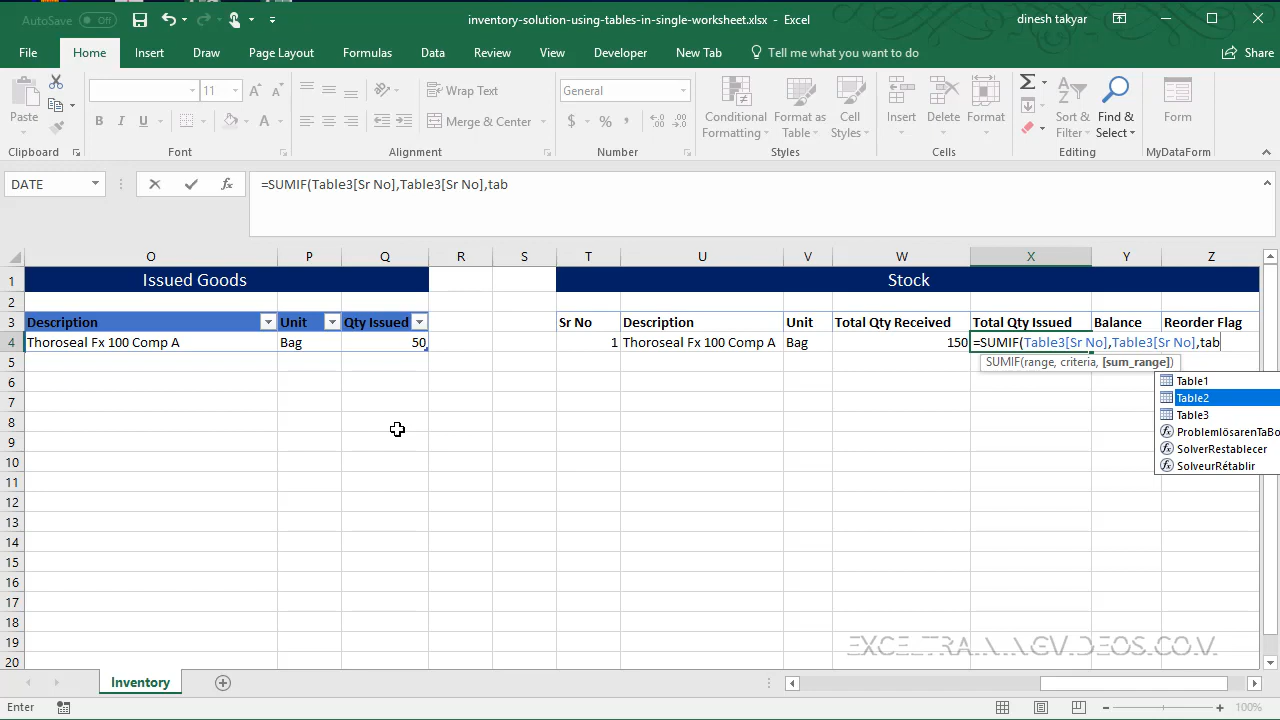 AutoSave Off
inventory-solution-using-tables-in-single-worksheet.xlsx - Excel
dinesh takyar
File Home Insert Draw Page Layout Formulas Data Review View Developer New Tab Tell me what you want to do Share
Paste
Clipboard
11
Font
Wrap Text
Merge & Center
Alignment
General
Number
Conditional Formatting
Format as Table
Cell Styles
Styles
Insert
Delete
Format
Cells
Sort & Filter
Find & Select
Editing
Form
MyDataForm
DATE
=SUMIF(Table3[Sr No],Table3[Sr No],tab
O P Q R S T U V W X Y Z
1 Issued Goods Stock
2
3 Description Unit Qty Issued Sr No Description Unit Total Qty Received Total Qty Issued Balance Reorder Flag
4 Thoroseal Fx 100 Comp A Bag 50 1 Thoroseal Fx 100 Comp A Bag 150 =SUMIF(Table3[Sr No],Table3[Sr No],tab
SUMIF(range, criteria, [sum_range])
Table1
Table2
Table3
ProblemlösarenTaBo
SolverRestablecer
SolveurRétablir
5
6
7
8
9
10
11
12
13
14
15
16
17
18
19
20
EXCELTRAININGVIDEOS.COM
Inventory
Enter
100%